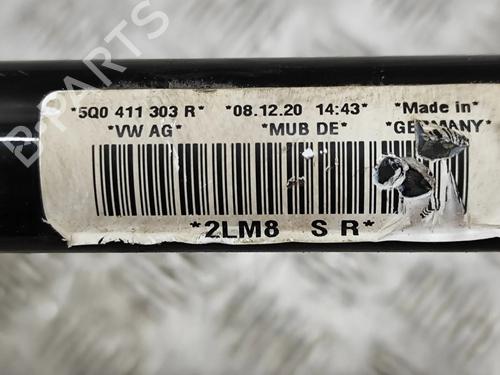 *5Q0 411 303 R* *08.12.20 14:43* *Made in*
*VW AG* *MUB DE* *GERMANY*
*2LM8 S R*
B-PARTS